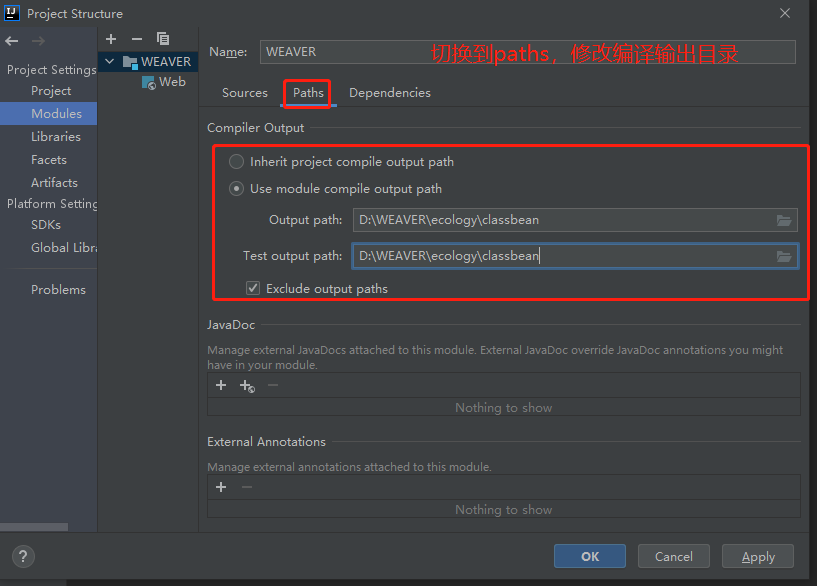 Project Structure
Project Settings
Project
Modules
Libraries
Facets
Artifacts
Platform Setting
SDKs
Global Libra
Problems
WEAVER
Web
Name: WEAVER
切换到paths，修改编译输出目录
Sources Paths Dependencies
Compiler Output
Inherit project compile output path
Use module compile output path
Output path: D:\WEAVER\ecology\classbean
Test output path: D:\WEAVER\ecology\classbean
Exclude output paths
JavaDoc
Manage external JavaDocs attached to this module. External JavaDoc override JavaDoc annotations you might
have in your module.
Nothing to show
External Annotations
Manage external annotations attached to this module.
Nothing to show
? OK Cancel Apply